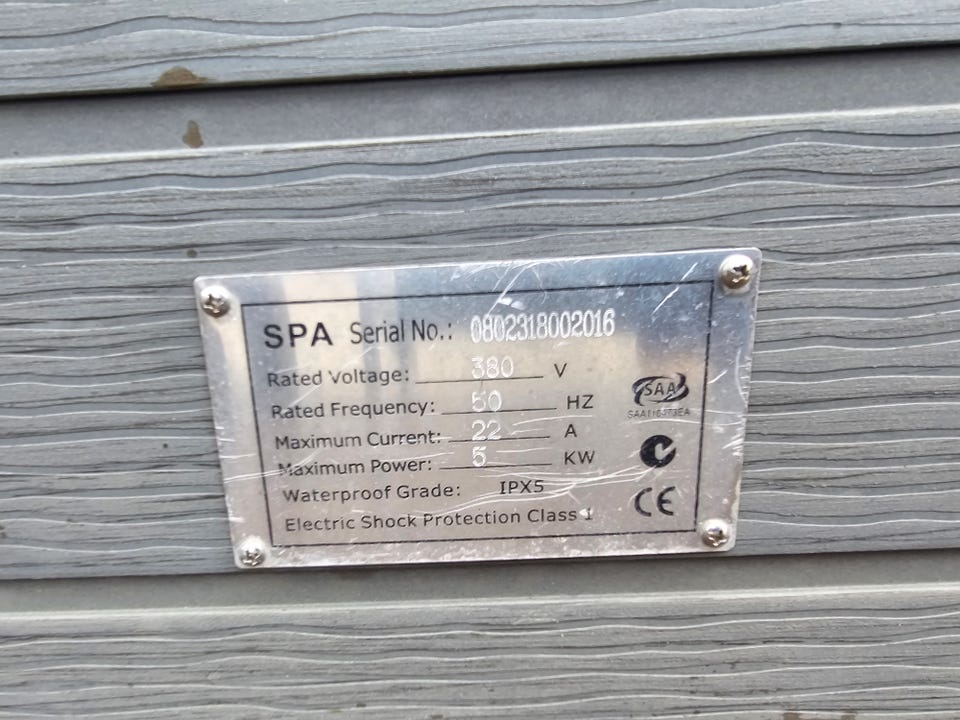 SPA Serial No.: 0802318002016
Rated Voltage: 380 V
Rated Frequency: 50 HZ
Maximum Current: 22 A
Maximum Power: 5 KW
Waterproof Grade: IPX5
Electric Shock Protection Class 1
SAA
CE